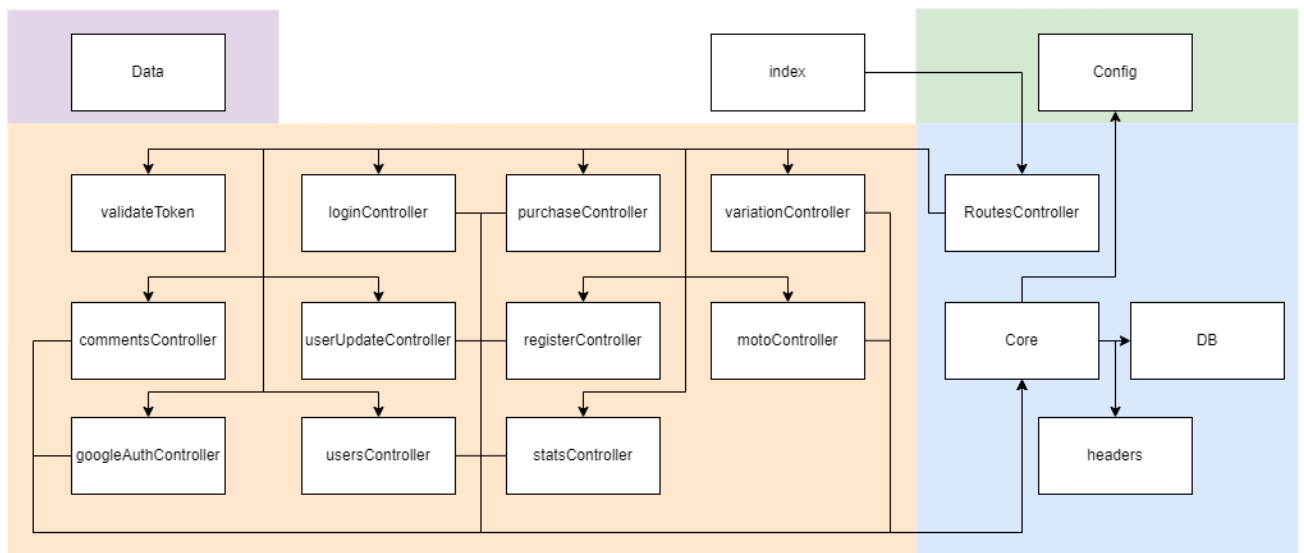 Data
index
Config
validateToken
loginController
purchaseController
variationController
RoutesController
commentsController
userUpdateController
registerController
motoController
Core
DB
googleAuthController
usersController
statsController
headers